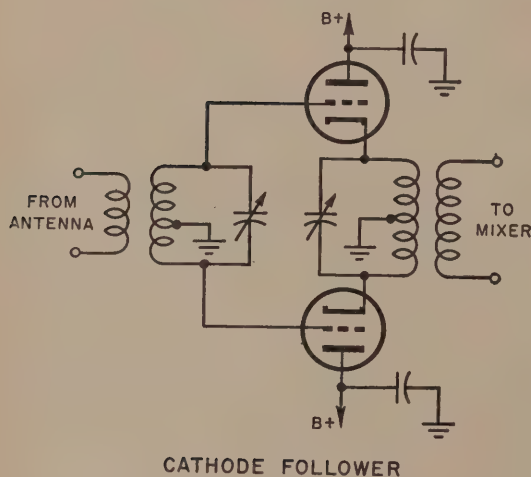 B+
FROM
ANTENNA
TO
MIXER
B+
CATHODE FOLLOWER